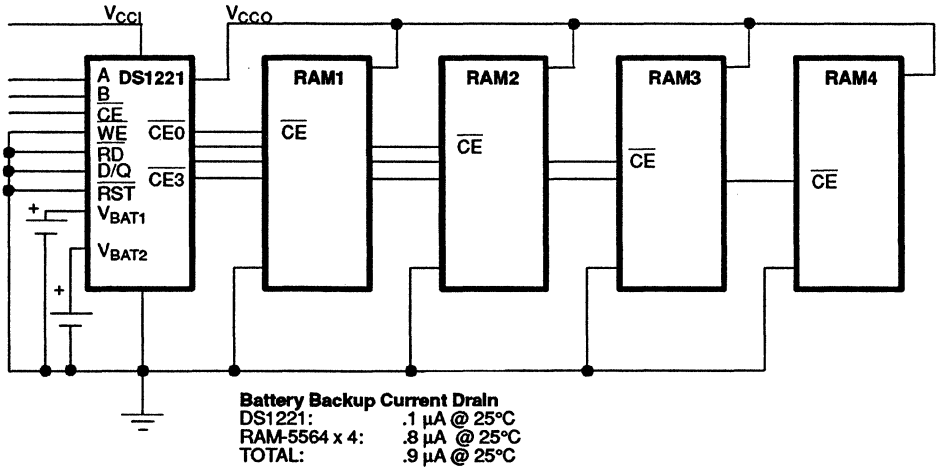 VCCI
VCCO
A
B
CE
WE
RD
D/Q
RST
VBAT1
VBAT2
DS1221
CE0
CE3
RAM1
CE
RAM2
CE
RAM3
CE
RAM4
CE
+
+
Battery Backup Current Drain
DS1221: .1 µA @ 25°C
RAM-5564 x 4: .8 µA @ 25°C
TOTAL: .9 µA @ 25°C